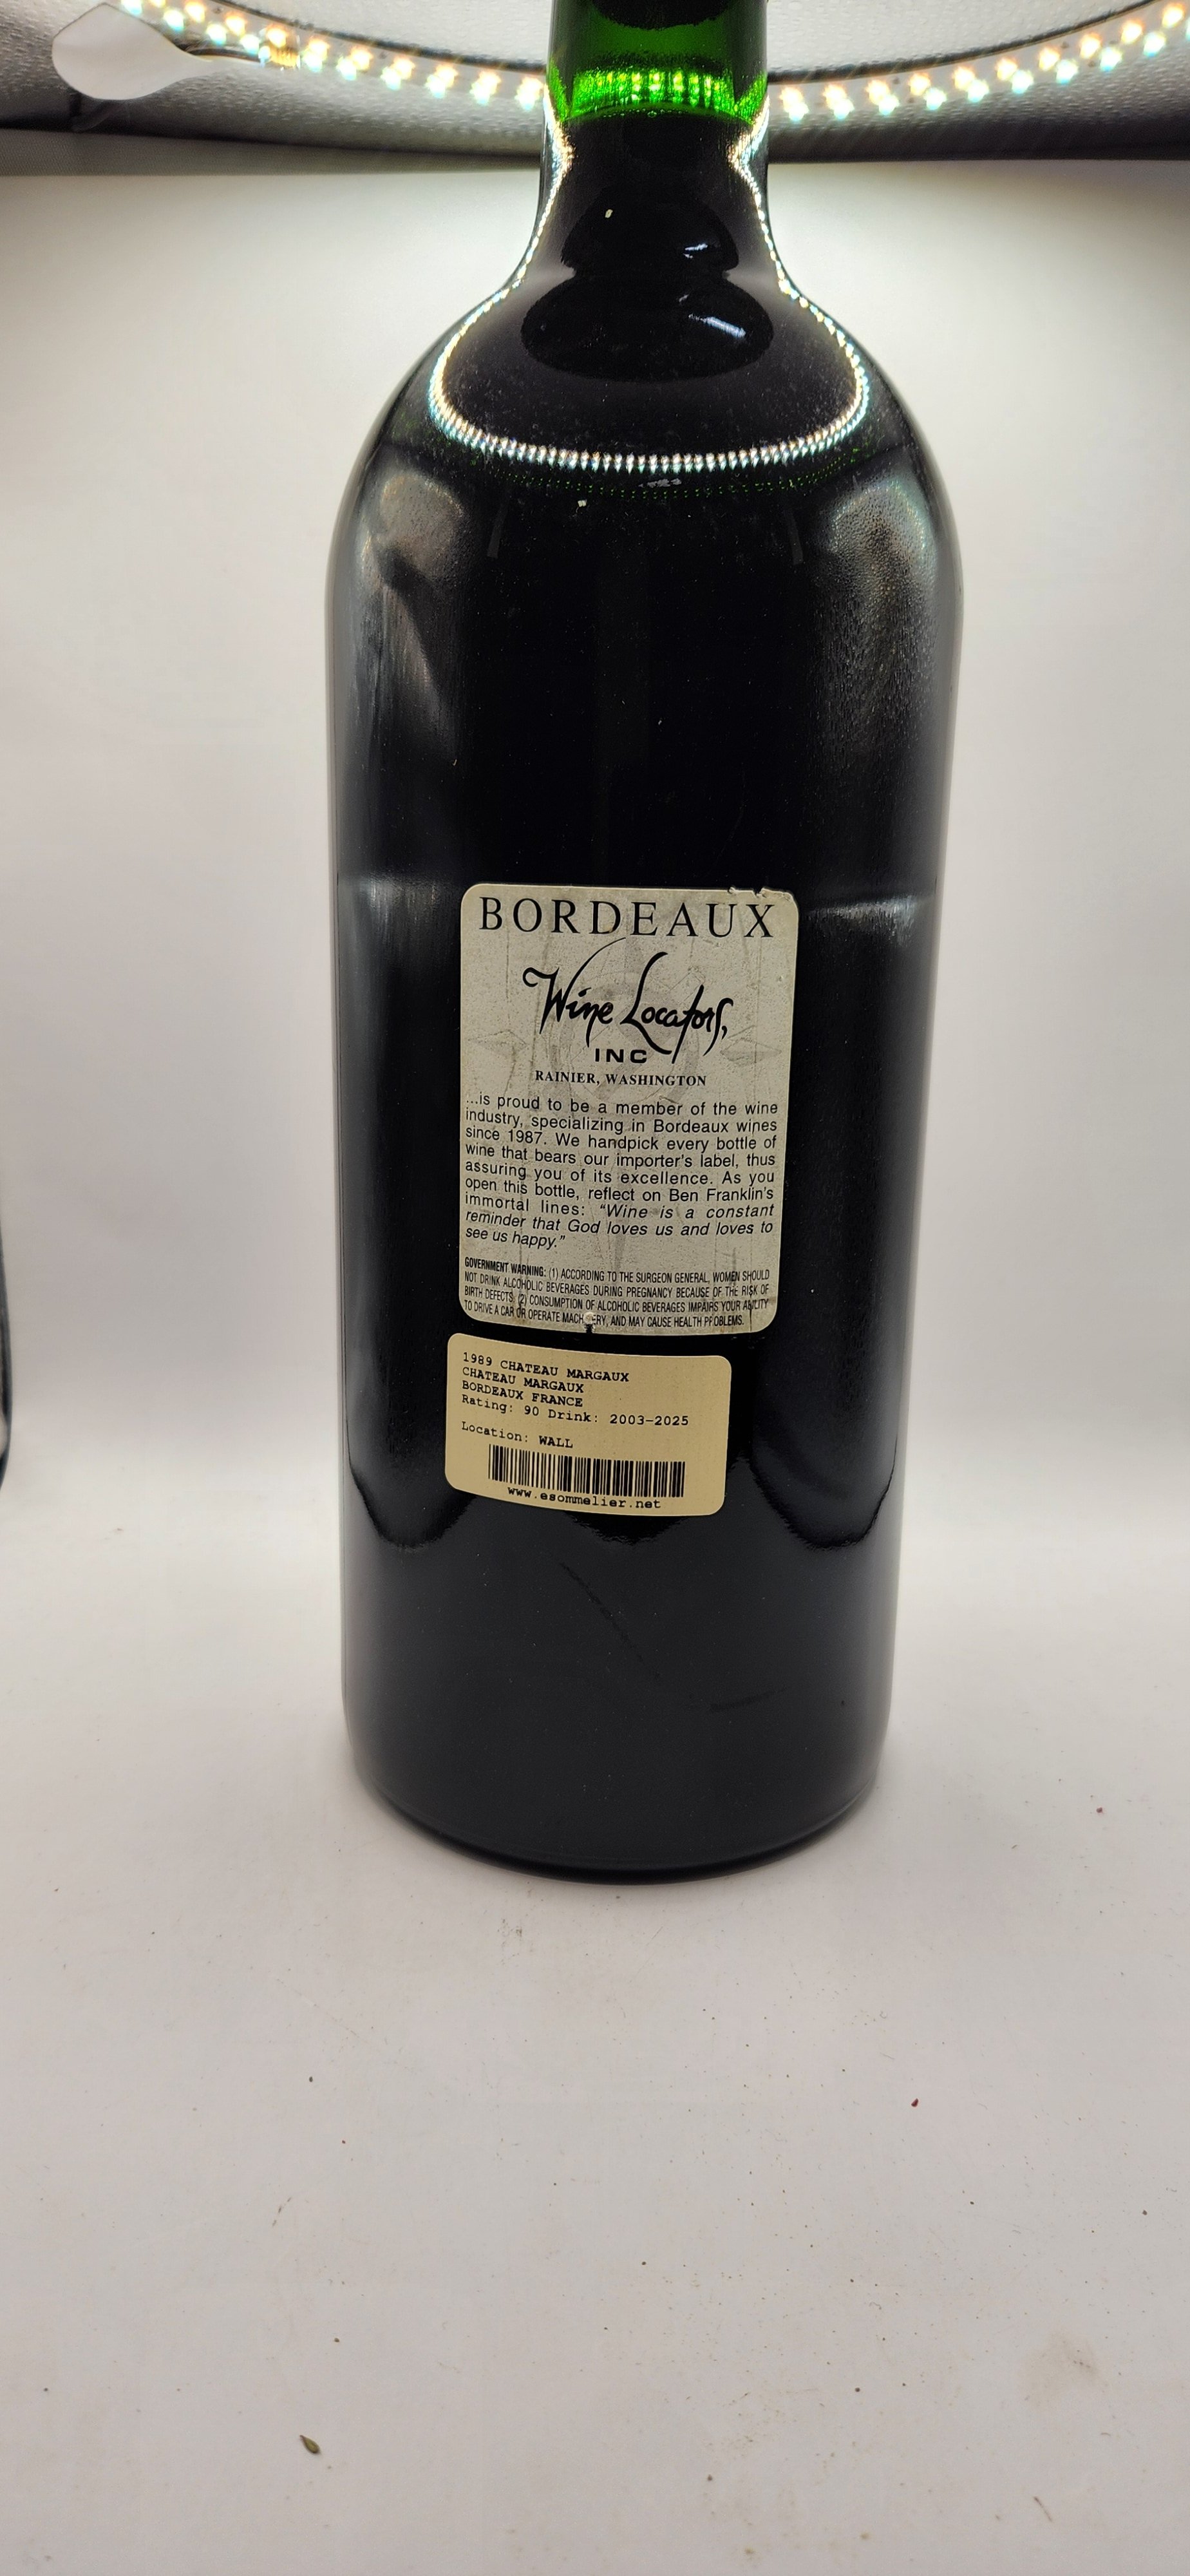 BORDEAUX
Wine Locators,
INC
RAINIER, WASHINGTON
...is proud to be a member of the wine
industry, specializing in Bordeaux wines
since 1987. We handpick every bottle of
wine that bears our importer's label, thus
assuring you of its excellence. As you
open this bottle, reflect on Ben Franklin's
immortal lines: "Wine is a constant
reminder that God loves us and loves to
see us happy."
GOVERNMENT WARNING: (1) ACCORDING TO THE SURGEON GENERAL, WOMEN SHOULD
NOT DRINK ALCOHOLIC BEVERAGES DURING PREGNANCY BECAUSE OF THE RISK OF
BIRTH DEFECTS. (2) CONSUMPTION OF ALCOHOLIC BEVERAGES IMPAIRS YOUR ABILITY
TO DRIVE A CAR OR OPERATE MACHINERY, AND MAY CAUSE HEALTH PROBLEMS.
1989 CHATEAU MARGAUX
CHATEAU MARGAUX
BORDEAUX FRANCE
Rating: 90 Drink: 2003-2025
Location: WALL
www.esommelier.net